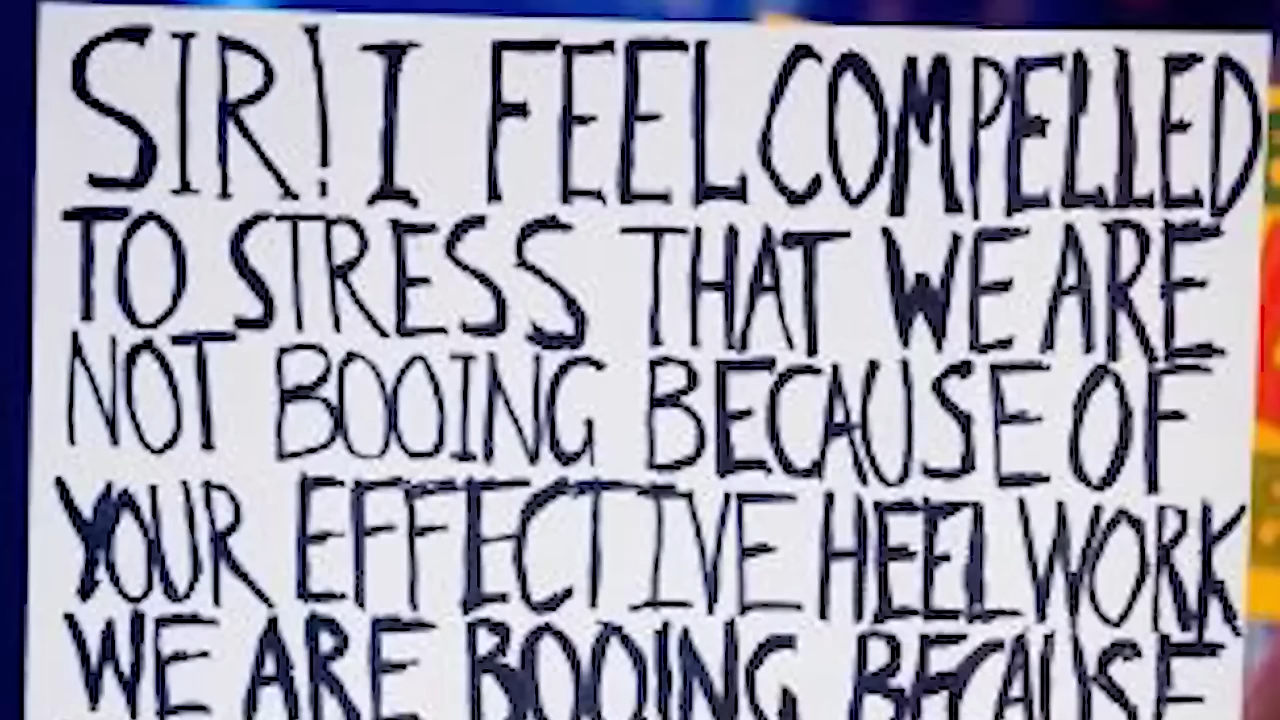 SIR! I FEEL COMPELLED
TO STRESS THAT WE ARE
NOT BOOING BECAUSE OF
YOUR EFFECTIVE HEEL WORK
WE ARE BOOING BECAUSE